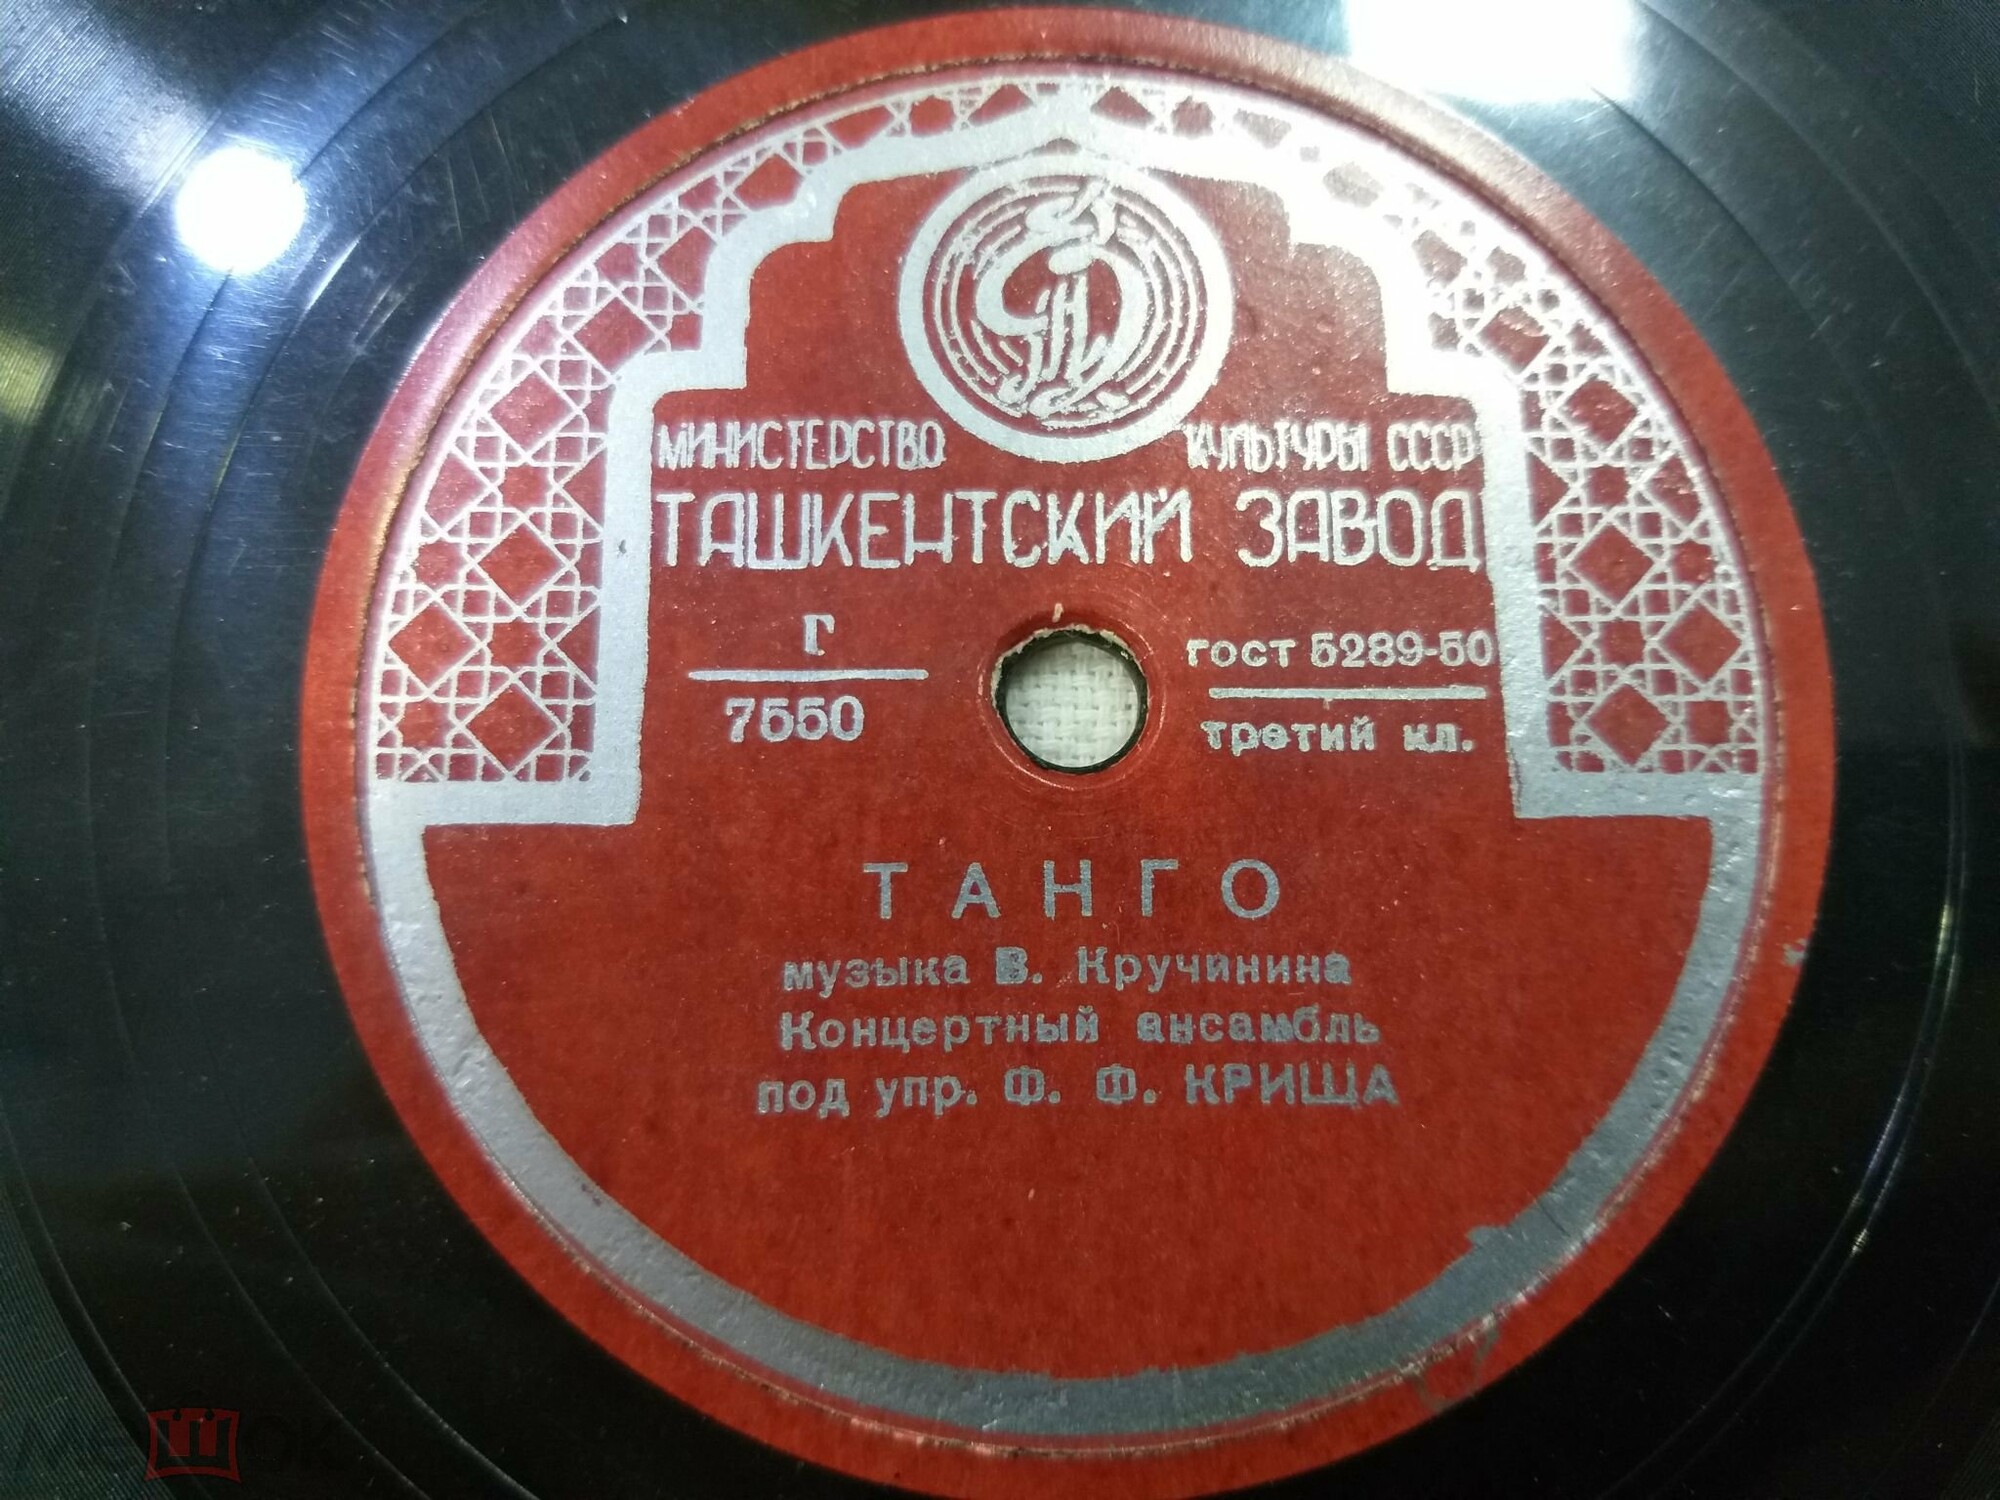 МИНИСТЕРСТВО КУЛЬТУРЫ СССР
ТАШКЕНТСКИЙ ЗАВОД
Г
7550
ГОСТ 5289-50
третий кл.
ТАНГО
музыка В. Кручинина
Концертный ансамбль
под упр. Ф. Ф. КРИША
мешок